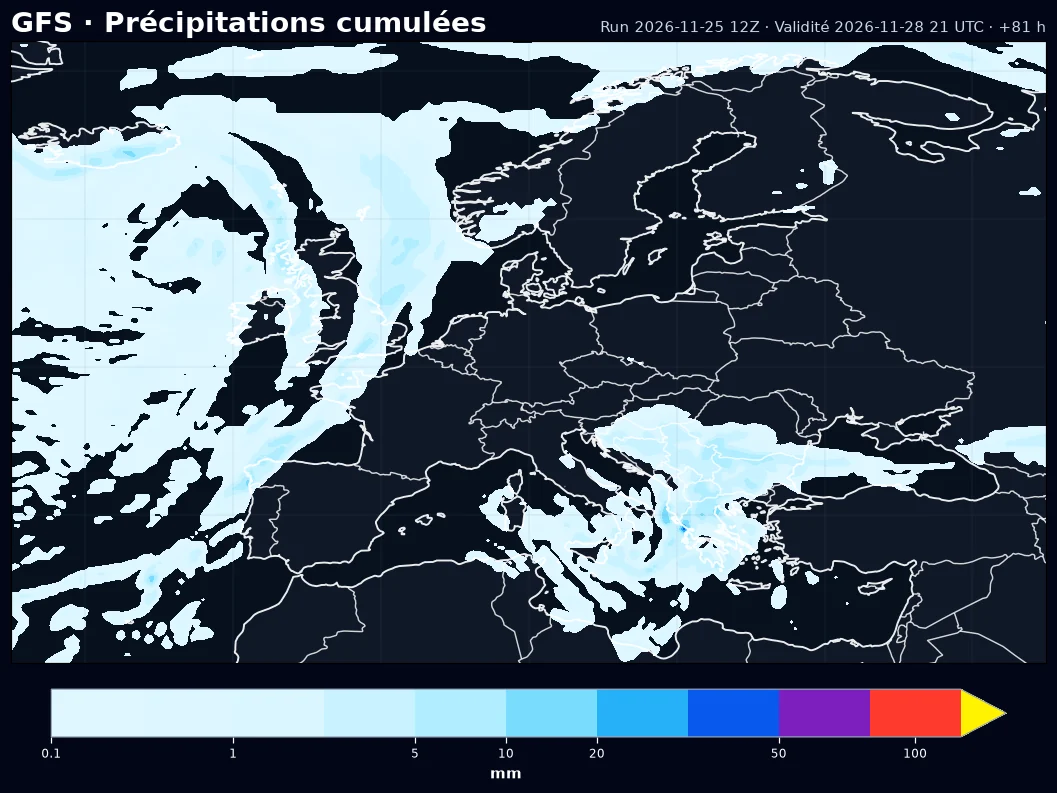 GFS · Précipitations cumulées
Run 2026-11-25 12Z · Validité 2026-11-28 21 UTC · +81 h
0.1 1 5 10 20 50 100
mm